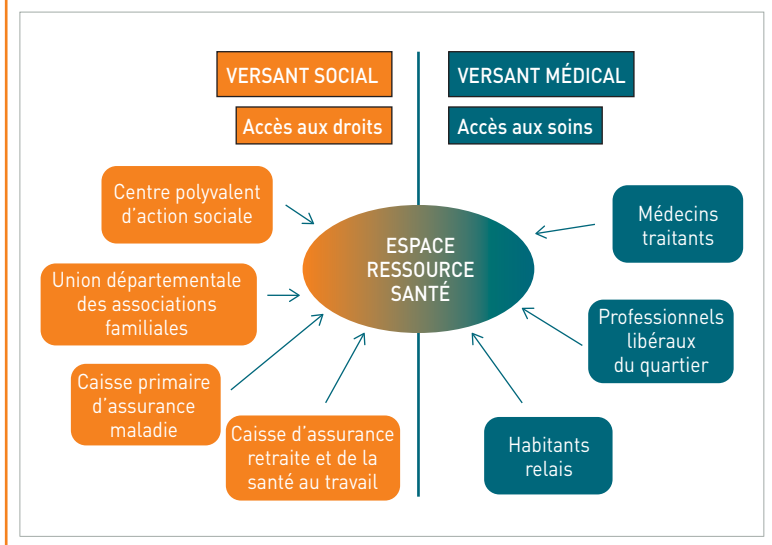 VERSANT SOCIAL
Accès aux droits
VERSANT MÉDICAL
Accès aux soins
Centre polyvalent
d'action sociale
Union départementale
des associations
familiales
Caisse primaire
d'assurance
maladie
Caisse d'assurance
retraite et de la
santé au travail
ESPACE
RESSOURCE
SANTÉ
Médecins
traitants
Professionnels
libéraux
du quartier
Habitants
relais